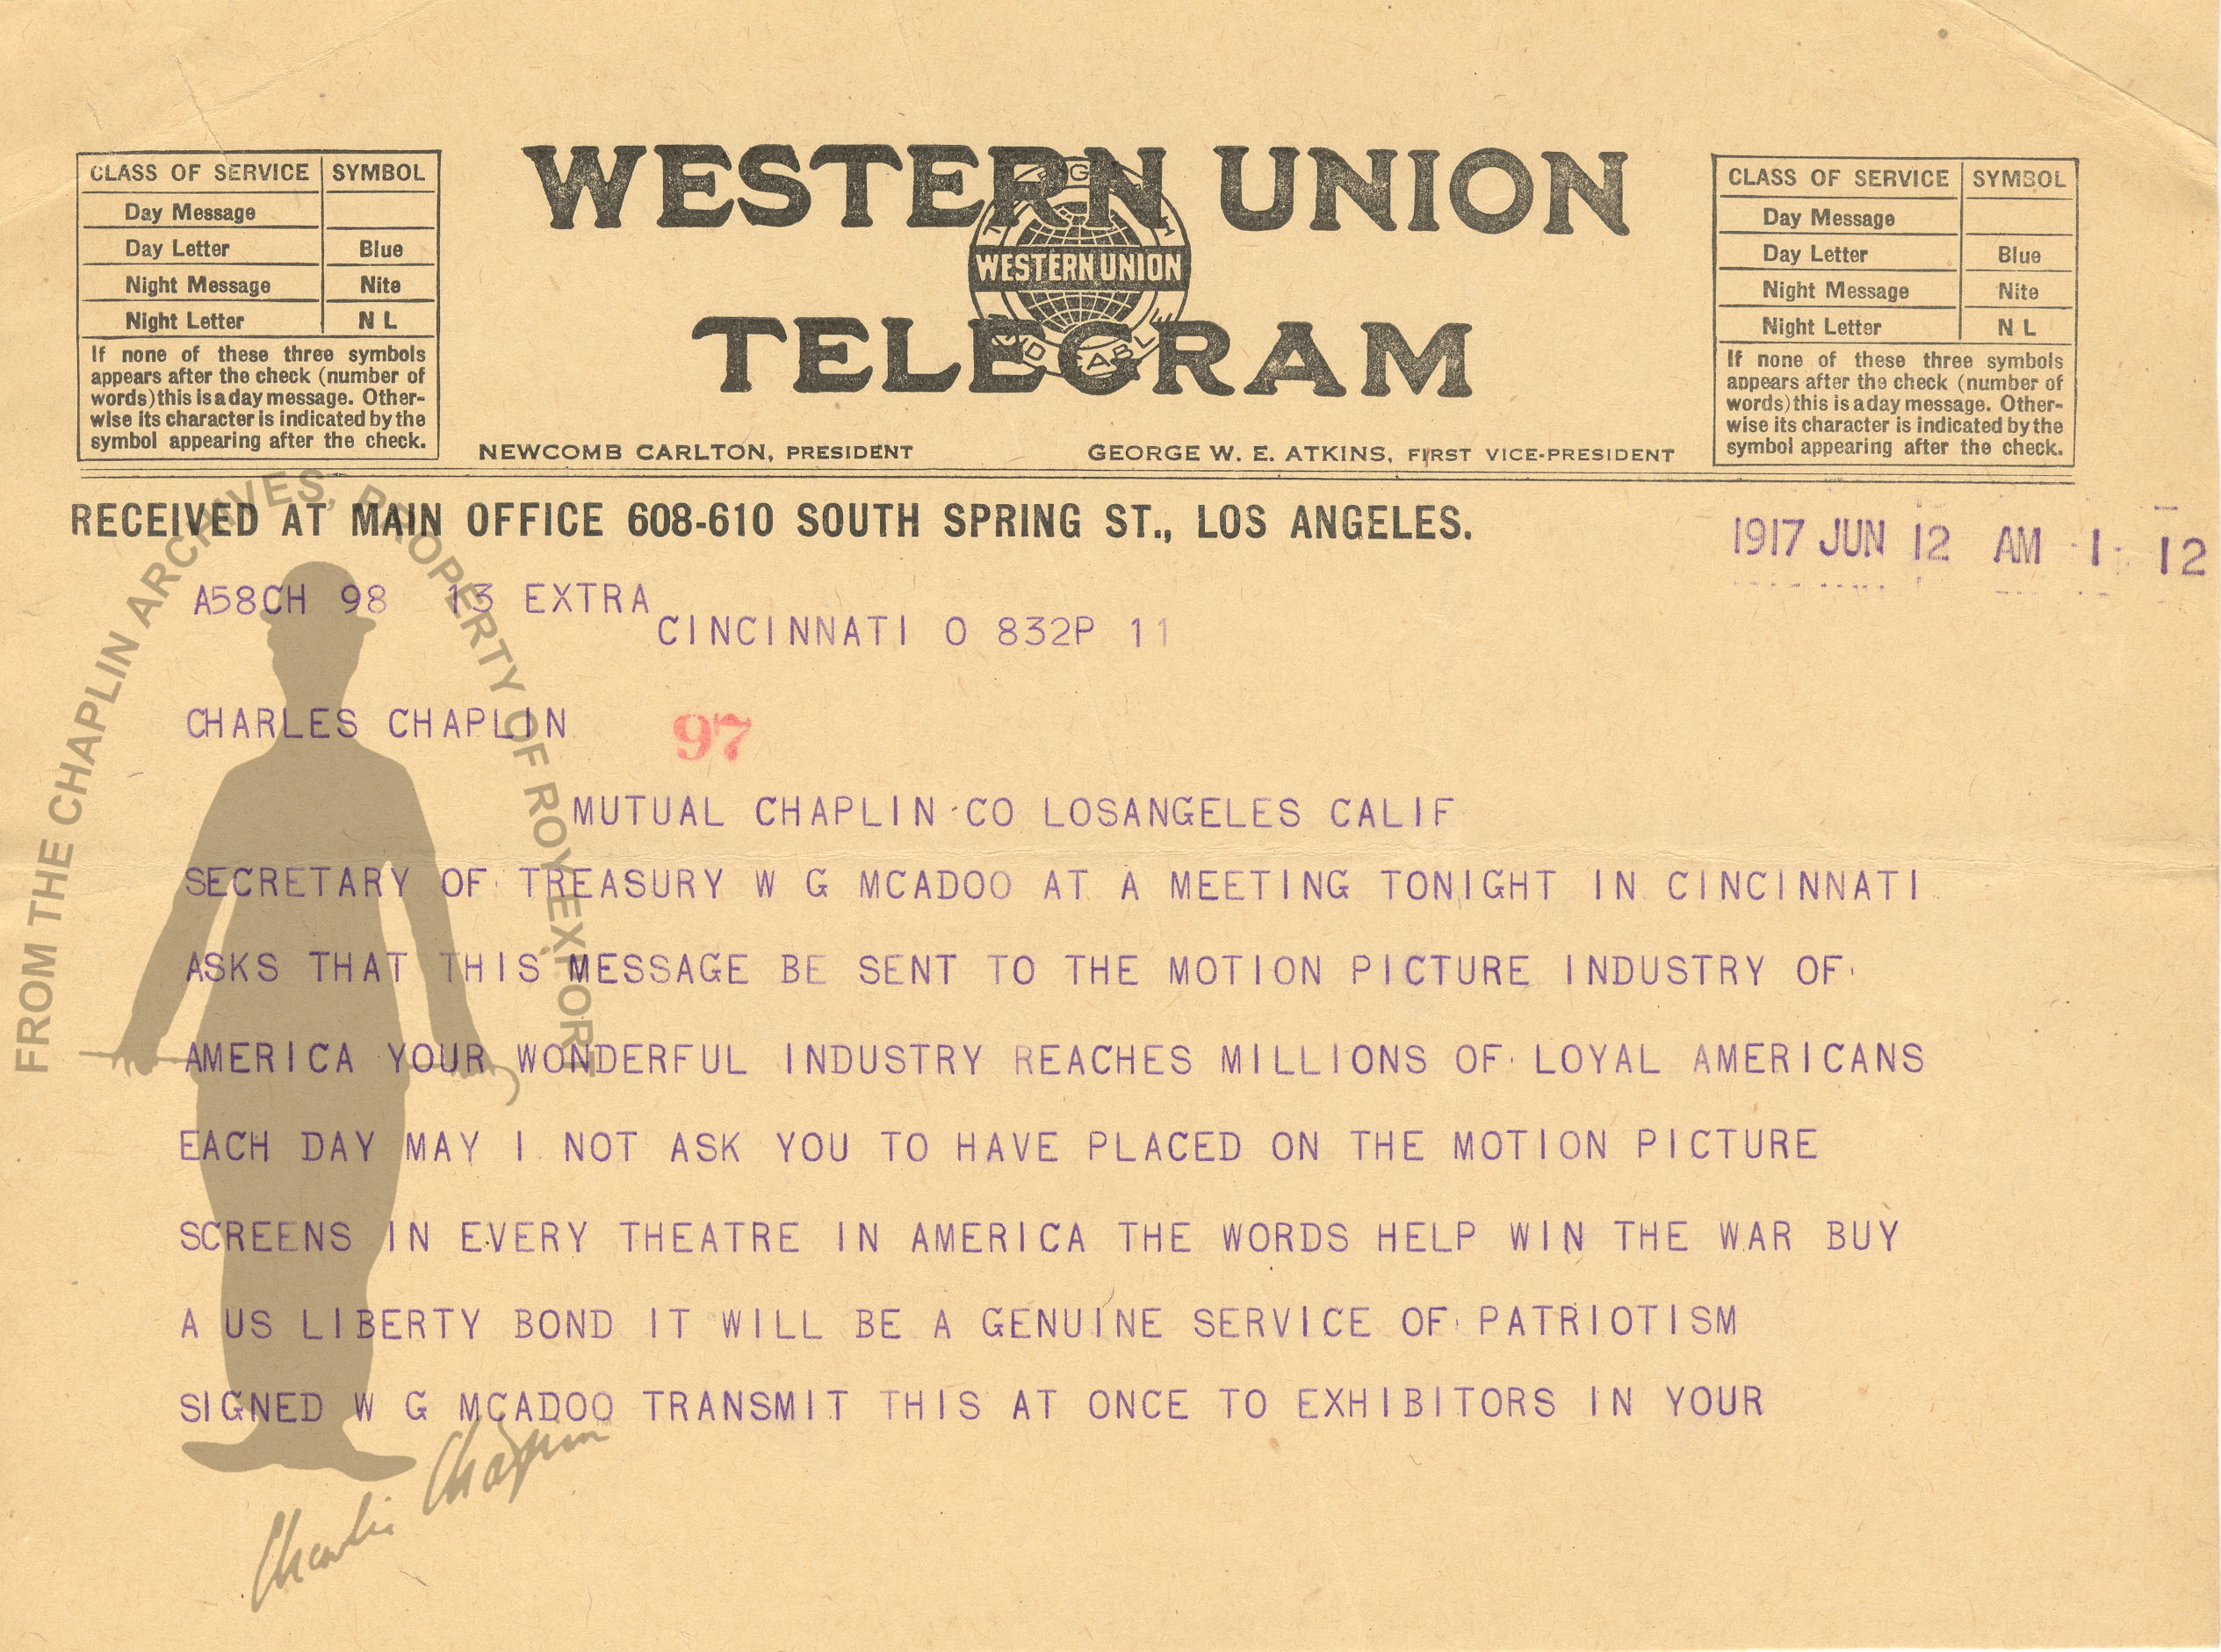 WESTERN UNION
WESTERN UNION
TELEGRAM
CLASS OF SERVICE SYMBOL
Day Message
Day Letter Blue
Night Message Nite
Night Letter N L
If none of these three symbols
appears after the check (number of
words) this is a day message. Other-
wise its character is indicated by the
symbol appearing after the check.
CLASS OF SERVICE SYMBOL
Day Message
Day Letter Blue
Night Message Nite
Night Letter N L
If none of these three symbols
appears after the check (number of
words) this is a day message. Other-
wise its character is indicated by the
symbol appearing after the check.
NEWCOMB CARLTON, PRESIDENT GEORGE W. E. ATKINS, FIRST VICE-PRESIDENT
RECEIVED AT MAIN OFFICE 608-610 SOUTH SPRING ST., LOS ANGELES.
1917 JUN 12 AM 1 12
A58CH 98 13 EXTRA
CINCINNATI O 832P 11
CHARLES CHAPLIN
97
MUTUAL CHAPLIN CO LOSANGELES CALIF
SECRETARY OF TREASURY W G MCADOO AT A MEETING TONIGHT IN CINCINNATI
ASKS THAT THIS MESSAGE BE SENT TO THE MOTION PICTURE INDUSTRY OF
AMERICA YOUR WONDERFUL INDUSTRY REACHES MILLIONS OF LOYAL AMERICANS
EACH DAY MAY I NOT ASK YOU TO HAVE PLACED ON THE MOTION PICTURE
SCREENS IN EVERY THEATRE IN AMERICA THE WORDS HELP WIN THE WAR BUY
A US LIBERTY BOND IT WILL BE A GENUINE SERVICE OF PATRIOTISM
SIGNED W G MCADOO TRANSMIT THIS AT ONCE TO EXHIBITORS IN YOUR
FROM THE CHAPLIN ARCHIVES, PROPERTY OF ROY EXPORT
Charlie Chaplin